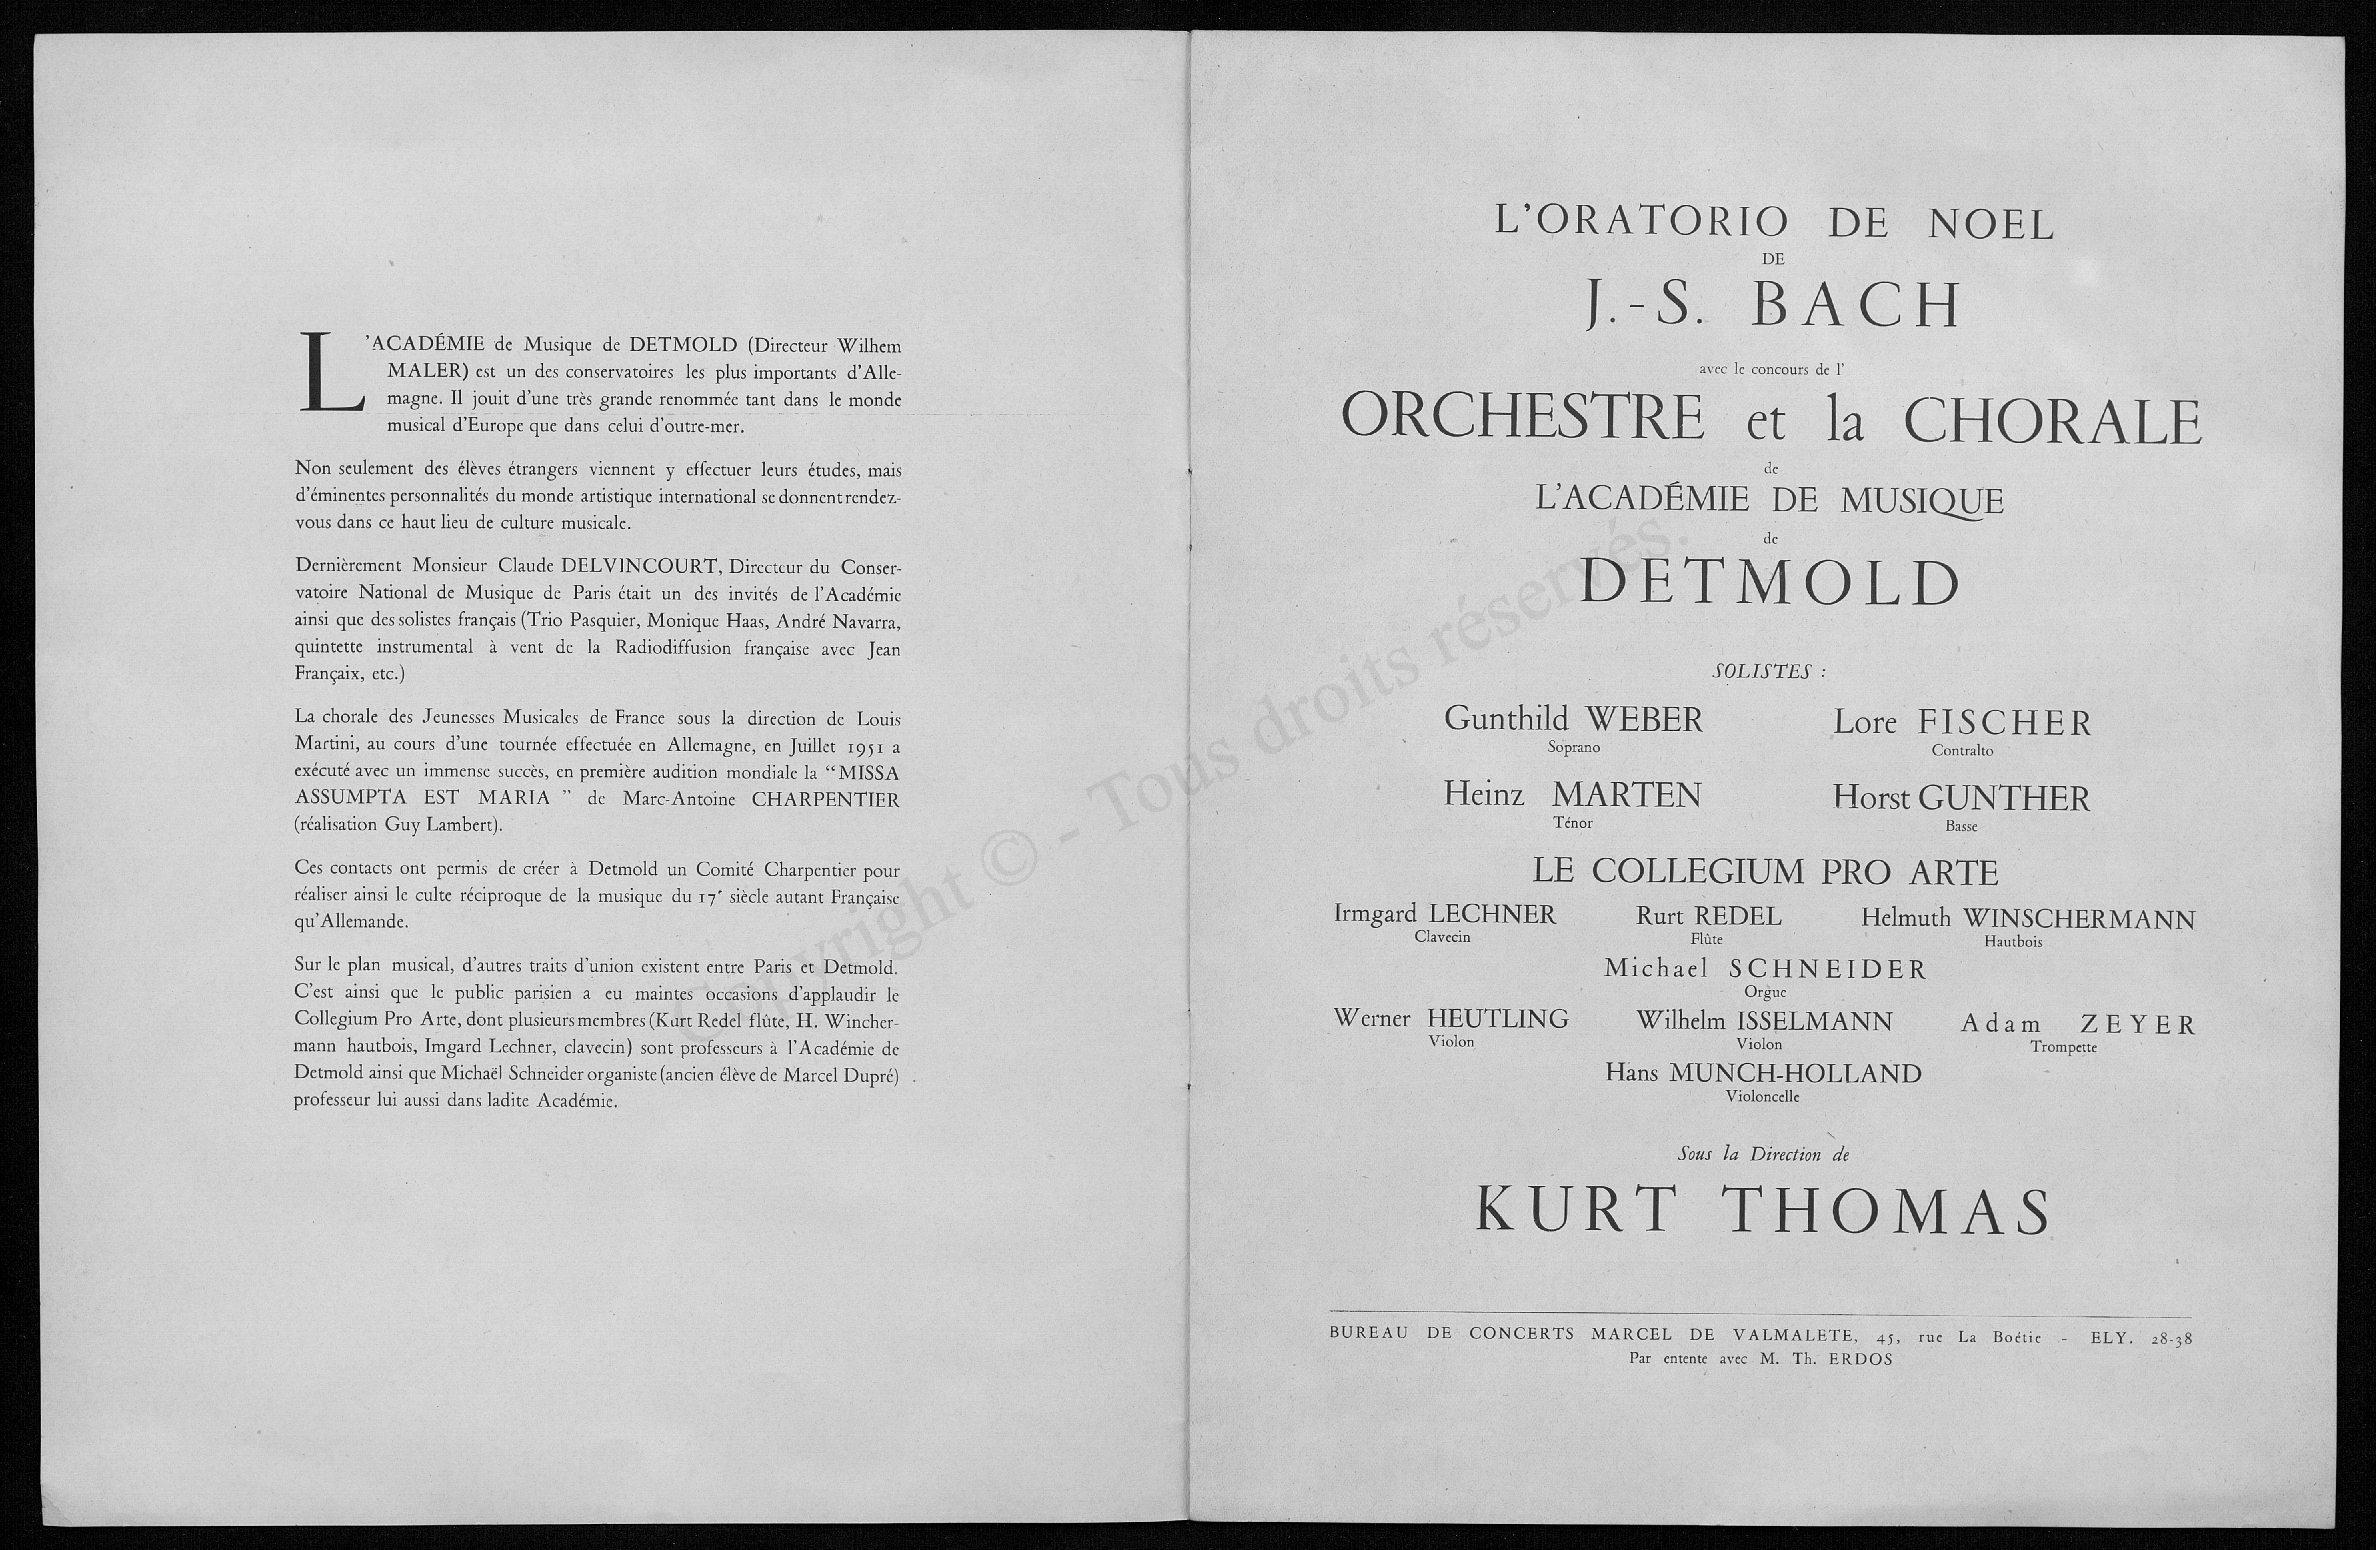 L'ACADÉMIE de Musique de DETMOLD (Directeur Wilhem
MALER) est un des conservatoires les plus importants d'Alle-
magne. Il jouit d'une très grande renommée tant dans le monde
musical d'Europe que dans celui d'outre-mer.
Non seulement des élèves étrangers viennent y effectuer leurs études, mais
d'éminentes personnalités du monde artistique international se donnent rendez-
vous dans ce haut lieu de culture musicale.
Dernièrement Monsieur Claude DELVINCOURT, Directeur du Conser-
vatoire National de Musique de Paris était un des invités de l'Académie
ainsi que des solistes français (Trio Pasquier, Monique Haas, André Navarra,
quintette instrumental à vent de la Radiodiffusion française avec Jean
Françaix, etc.)
La chorale des Jeunesses Musicales de France sous la direction de Louis
Martini, au cours d'une tournée effectuée en Allemagne, en Juillet 1951 a
exécuté avec un immense succès, en première audition mondiale la “MISSA
ASSUMPTA EST MARIA ” de Marc-Antoine CHARPENTIER
(réalisation Guy Lambert).
Ces contacts ont permis de créer à Detmold un Comité Charpentier pour
réaliser ainsi le culte réciproque de la musique du 17e siècle autant Française
qu'Allemande.
Sur le plan musical, d'autres traits d'union existent entre Paris et Detmold.
C'est ainsi que le public parisien a eu maintes occasions d'applaudir le
Collegium Pro Arte, dont plusieurs membres (Kurt Redel flûte, H. Wincher-
mann hautbois, Imgard Lechner, clavecin) sont professeurs à l'Académie de
Detmold ainsi que Michaël Schneider organiste (ancien élève de Marcel Dupré)
professeur lui aussi dans ladite Académie.
L'ORATORIO DE NOEL
DE
J.-S. BACH
avec le concours de l'
ORCHESTRE et la CHORALE
de
L'ACADÉMIE DE MUSIQUE
de
DETMOLD
SOLISTES :
Gunthild WEBER Lore FISCHER
Soprano Contralto
Heinz MARTEN Horst GUNTHER
Ténor Basse
LE COLLEGIUM PRO ARTE
Irmgard LECHNER Rurt REDEL Helmuth WINSCHERMANN
Clavecin Flûte Hautbois
Michael SCHNEIDER
Orgue
Werner HEUTLING Wilhelm ISSELMANN Adam ZEYER
Violon Violon Trompette
Hans MUNCH-HOLLAND
Violoncelle
Sous la Direction de
KURT THOMAS
BUREAU DE CONCERTS MARCEL DE VALMALETE, 45, rue La Boétie - ELY. 28-38
Par entente avec M. Th. ERDOS
Copyright © - Tous droits réservés.